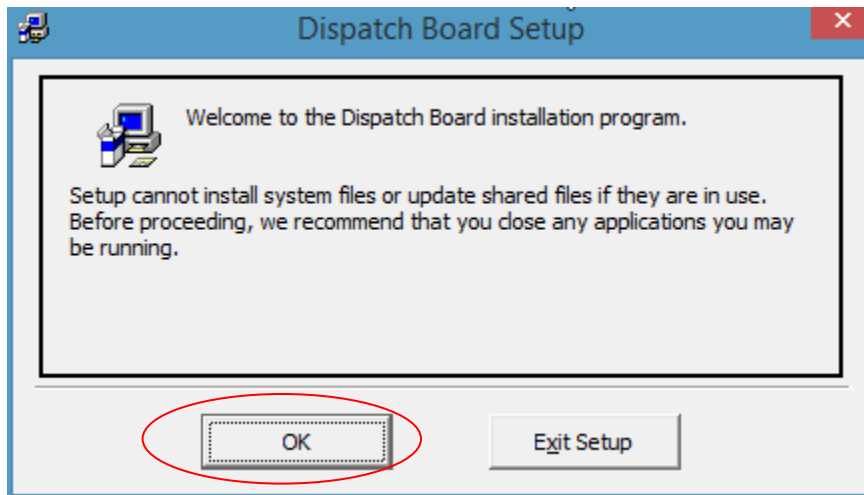 Dispatch Board Setup
Welcome to the Dispatch Board installation program.
Setup cannot install system files or update shared files if they are in use.
Before proceeding, we recommend that you close any applications you may
be running.
OK
Exit Setup